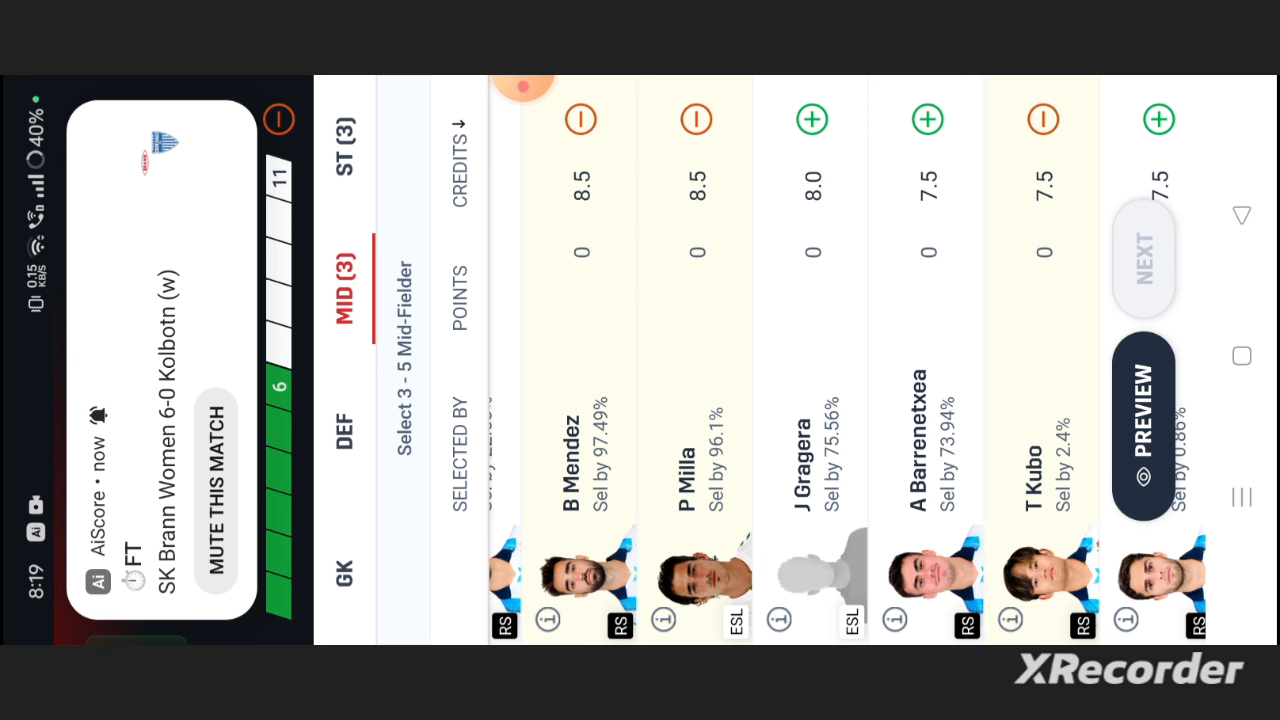 8:19
Ai
0.15
KB/S
40%
Ai AiScore • now
FT
SK Brann Women 6-0 Kolbotn (w)
MUTE THIS MATCH
BRANN
6
11
GK
DEF
MID (3)
ST (3)
Select 3 - 5 Mid-Fielder
SELECTED BY
POINTS
CREDITS ↓
RS
B Mendez
Sel by 97.49%
0
8.5
RS
P Milla
Sel by 96.1%
0
8.5
ESL
J Gragera
Sel by 75.56%
0
8.0
ESL
A Barrenetxea
Sel by 73.94%
0
7.5
RS
T Kubo
Sel by 2.4%
0
7.5
RS
Sel by 0.86%
7.5
RS
PREVIEW
NEXT
XRecorder